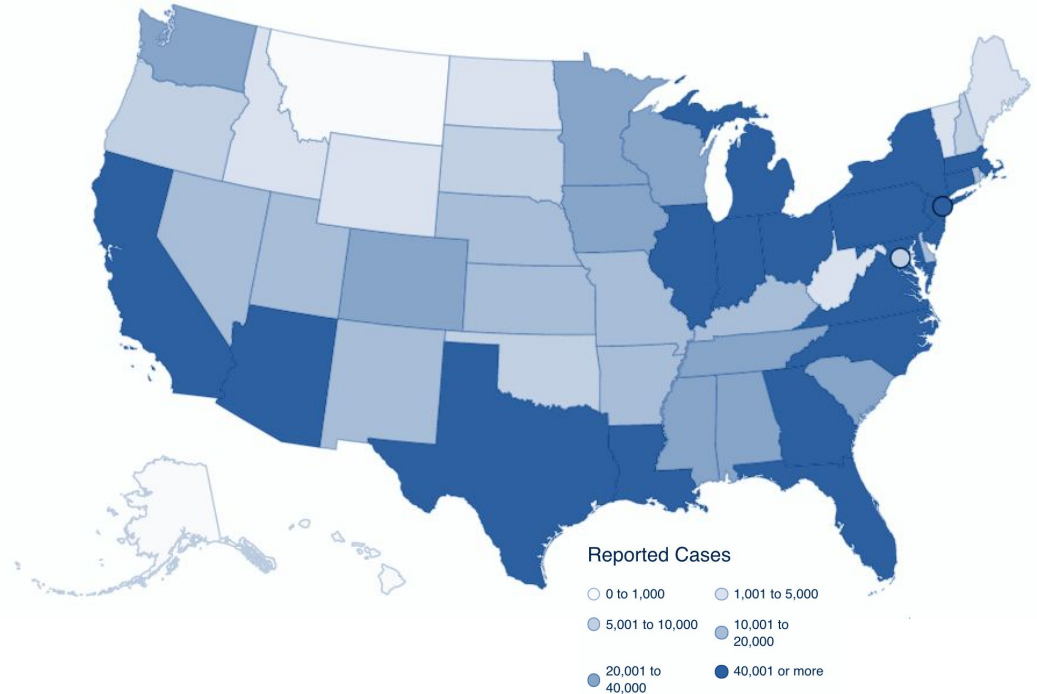 Reported Cases
0 to 1,000
1,001 to 5,000
5,001 to 10,000
10,001 to
20,000
20,001 to
40,000
40,001 or more